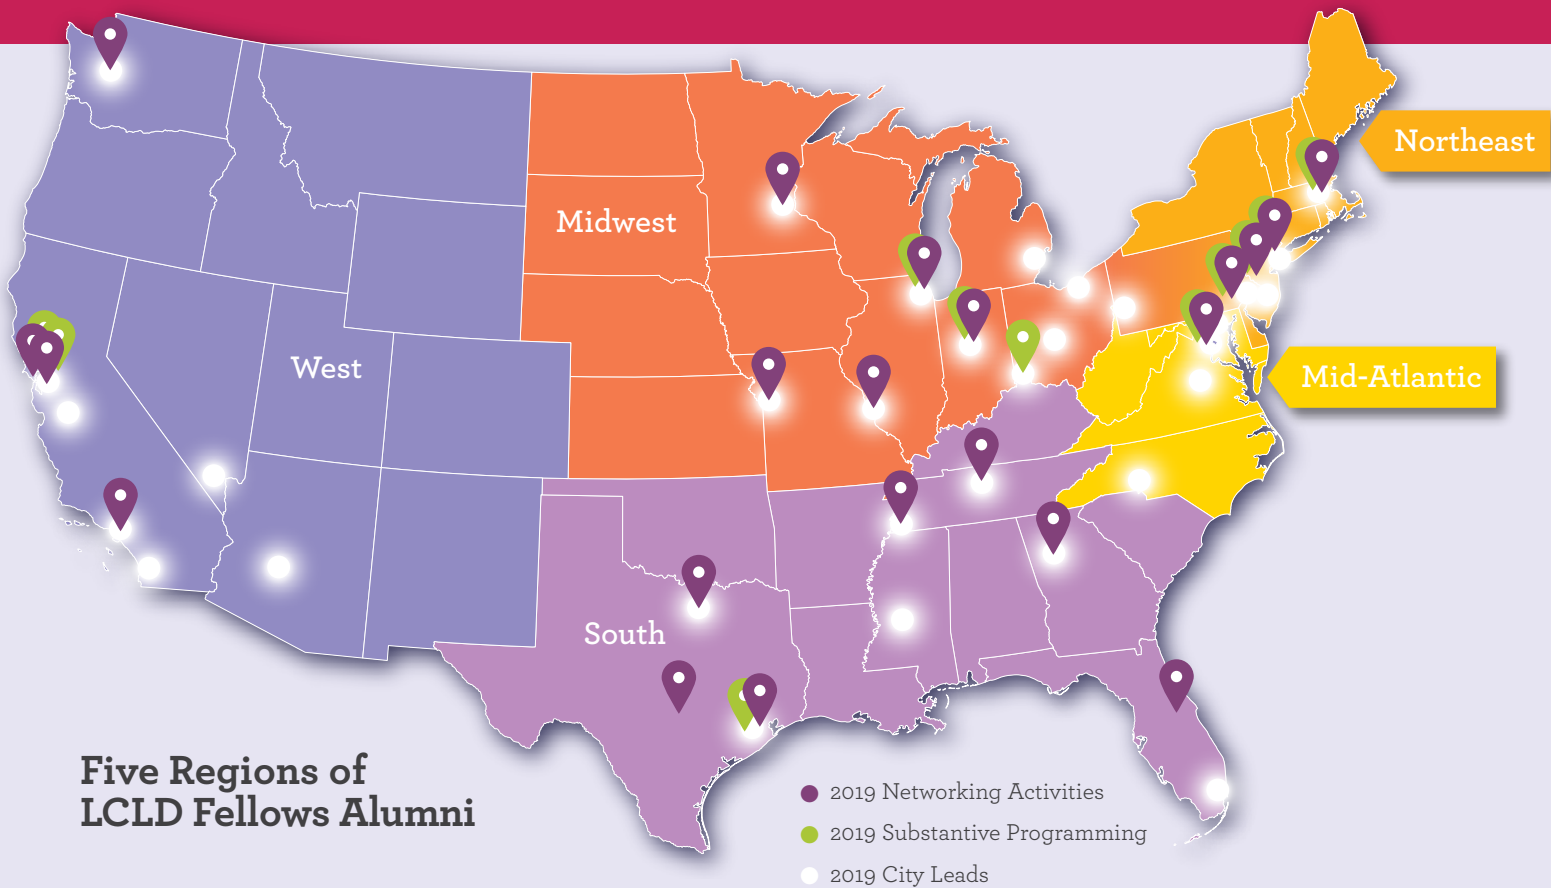 Northeast
Midwest
Mid-Atlantic
West
South
Five Regions of
LCLD Fellows Alumni
2019 Networking Activities
2019 Substantive Programming
2019 City Leads